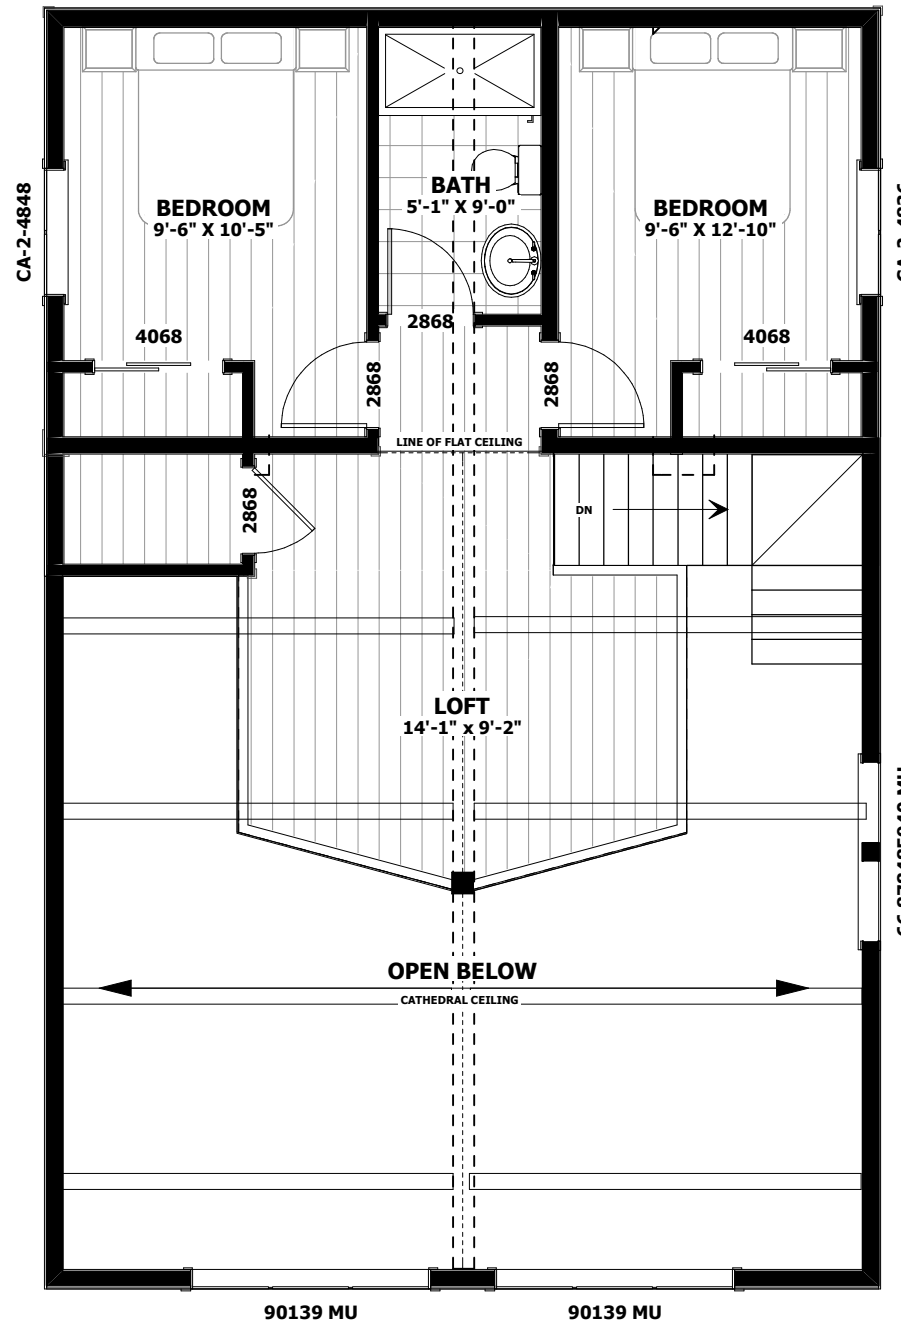 BEDROOM
9'-6" X 10'-5"
BATH
5'-1" X 9'-0"
BEDROOM
9'-6" X 12'-10"
CA-2-4848
4068
2868
4068
2868
2868
LINE OF FLAT CEILING
2868
DN
LOFT
14'-1" x 9'-2"
OPEN BELOW
CATHEDRAL CEILING
90139 MU
90139 MU